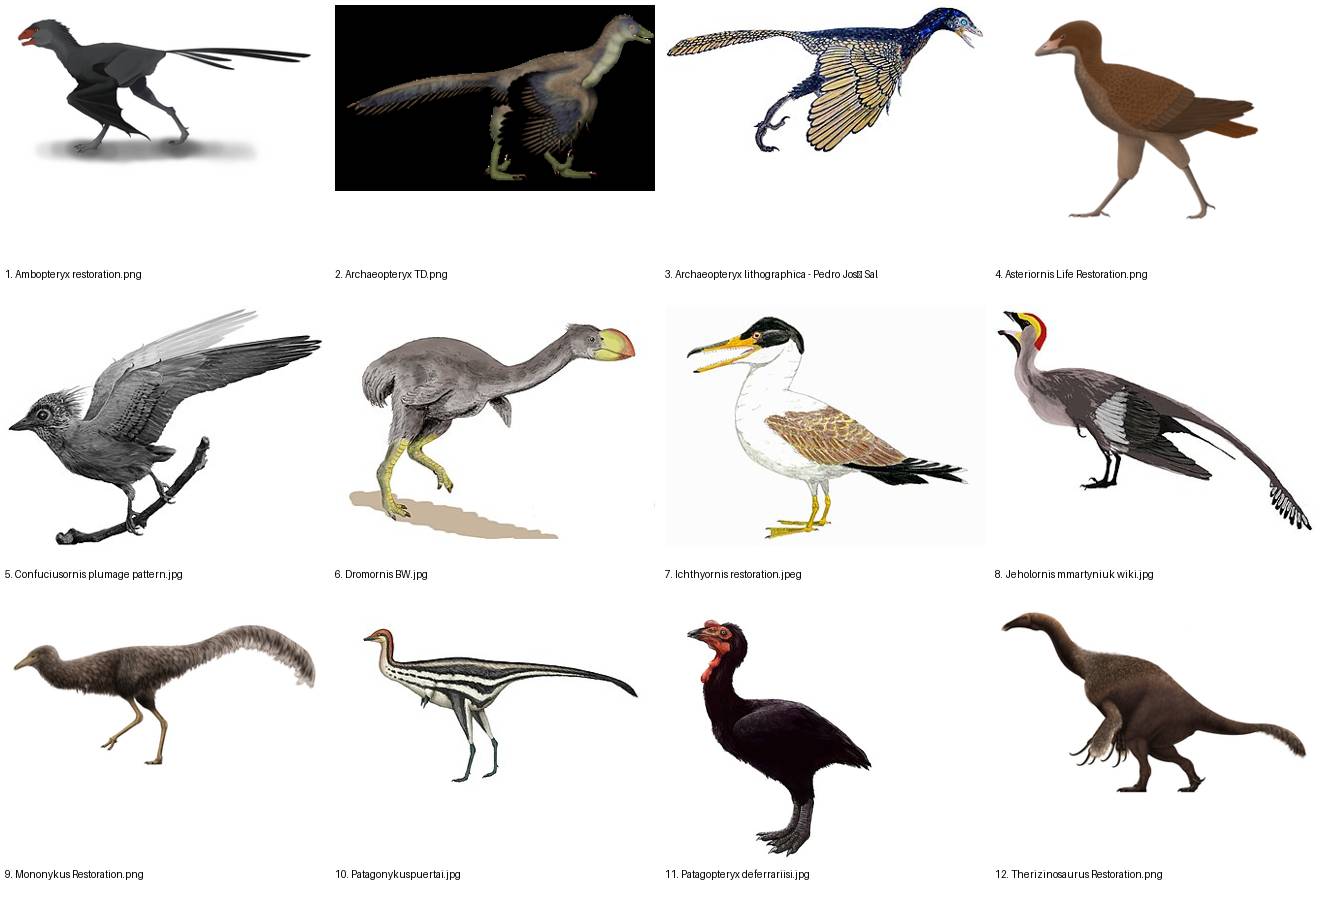 1. Ambopteryx restoration.png
2. Archaeopteryx TD.png
3. Archaeopteryx lithographica - Pedro Jos▯ Sal
4. Asteriornis Life Restoration.png
5. Confuciusornis plumage pattern.jpg
6. Dromornis BW.jpg
7. Ichthyornis restoration.jpeg
8. Jeholornis mmartyniuk wiki.jpg
9. Mononykus Restoration.png
10. Patagonykuspuertai.jpg
11. Patagopteryx deferrariisi.jpg
12. Therizinosaurus Restoration.png